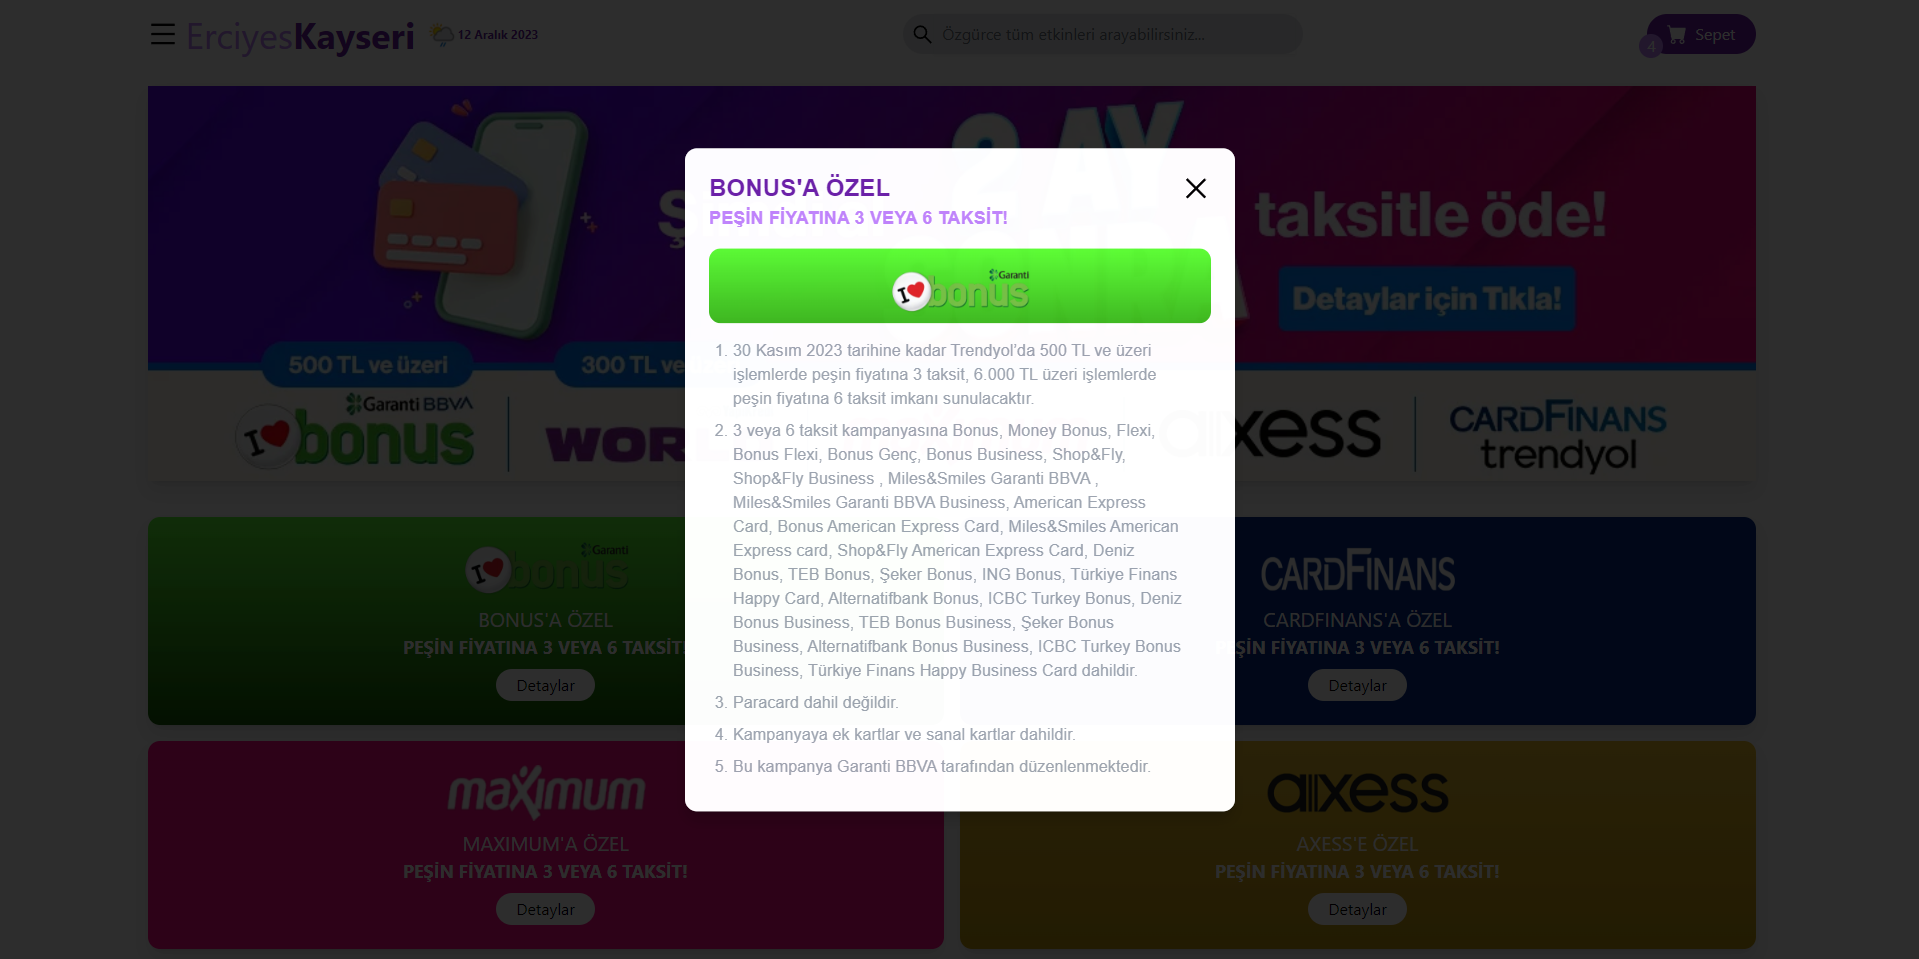 ErciyesKayseri
12 Aralık 2023
Özgürce tüm etkinleri arayabilirsiniz...
4
Sepet
2 AY
taksitle öde!
Detaylar için Tıkla!
500 TL ve üzeri
300 TL ve
Garanti BBVA
I bonus
WOR
axess
CARDFINANS
trendyol
BONUS'A ÖZEL
PEŞİN FİYATINA 3 VEYA 6 TAKSİT!
Garanti
I bonus
1. 30 Kasım 2023 tarihine kadar Trendyol'da 500 TL ve üzeri
işlemlerde peşin fiyatına 3 taksit, 6.000 TL üzeri işlemlerde
peşin fiyatına 6 taksit imkanı sunulacaktır.
2. 3 veya 6 taksit kampanyasına Bonus, Money Bonus, Flexi,
Bonus Flexi, Bonus Genç, Bonus Business, Shop&Fly,
Shop&Fly Business , Miles&Smiles Garanti BBVA ,
Miles&Smiles Garanti BBVA Business, American Express
Card, Bonus American Express Card, Miles&Smiles American
Express card, Shop&Fly American Express Card, Deniz
Bonus, TEB Bonus, Şeker Bonus, ING Bonus, Türkiye Finans
Happy Card, Alternatifbank Bonus, ICBC Turkey Bonus, Deniz
Bonus Business, TEB Bonus Business, Şeker Bonus
Business, Alternatifbank Bonus Business, ICBC Turkey Bonus
Business, Türkiye Finans Happy Business Card dahildir.
3. Paracard dahil değildir.
4. Kampanyaya ek kartlar ve sanal kartlar dahildir.
5. Bu kampanya Garanti BBVA tarafından düzenlenmektedir.
Garanti
I bonus
BONUS'A ÖZEL
PEŞİN FİYATINA 3 VEYA 6 TAKSİT!
Detaylar
CARDFINANS
CARDFINANS'A ÖZEL
PEŞİN FİYATINA 3 VEYA 6 TAKSİT!
Detaylar
maximum
MAXIMUM'A ÖZEL
PEŞİN FİYATINA 3 VEYA 6 TAKSİT!
Detaylar
axess
AXESS'E ÖZEL
PEŞİN FİYATINA 3 VEYA 6 TAKSİT!
Detaylar